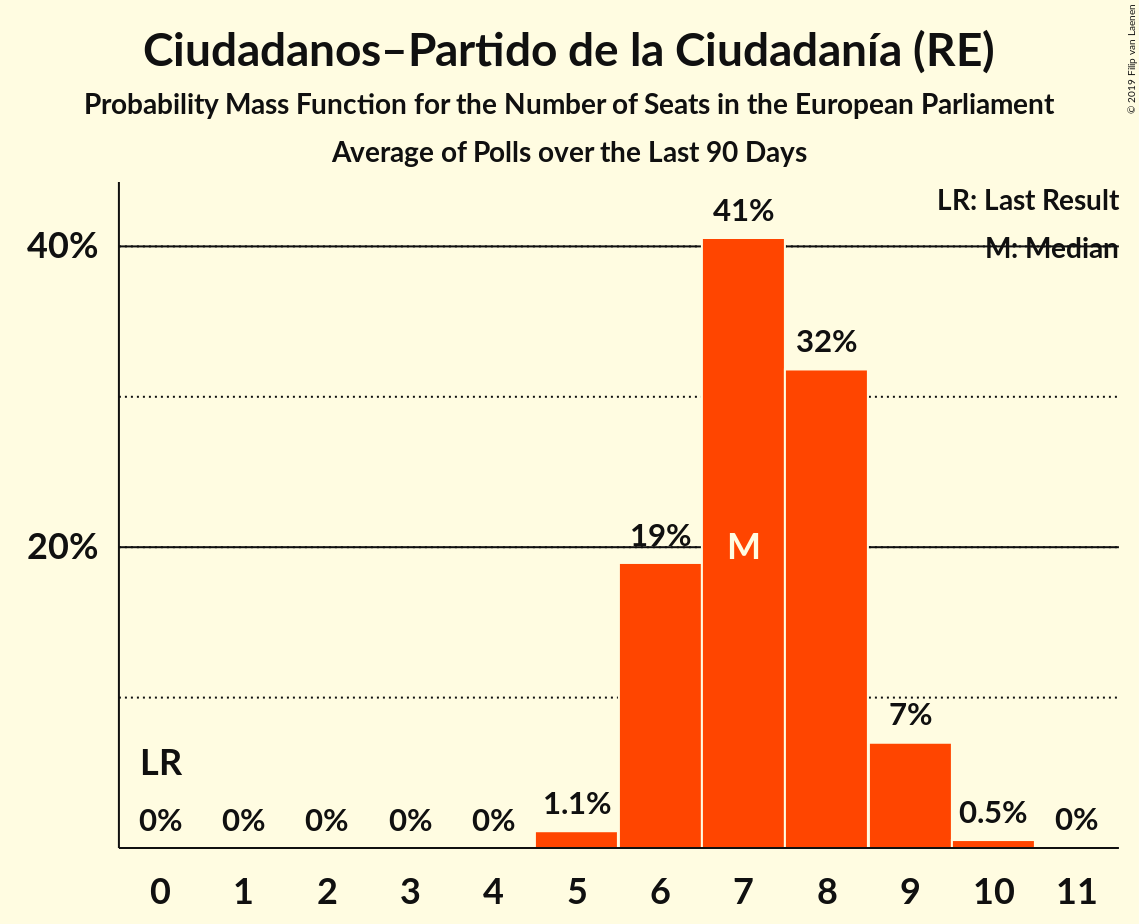 Ciudadanos–Partido de la Ciudadanía (RE)
Probability Mass Function for the Number of Seats in the European Parliament
Average of Polls over the Last 90 Days
© 2019 Filip van Laenen
LR: Last Result
M: Median
40%
20%
41%
32%
19%
M
7%
LR
0% 0% 0% 0% 0% 1.1% 0.5% 0%
0 1 2 3 4 5 6 7 8 9 10 11